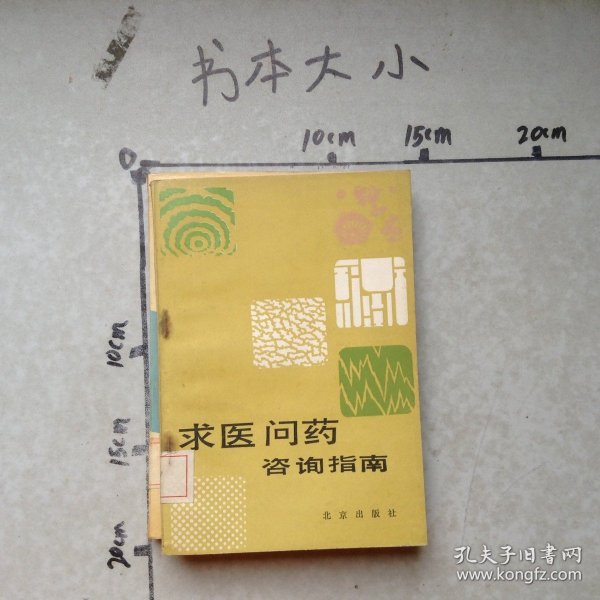 书本大小
10cm 15cm 20cm
0
10cm
15cm
20cm
求医问药
咨询指南
北京出版社
孔夫子旧书网
www.kongfz.com